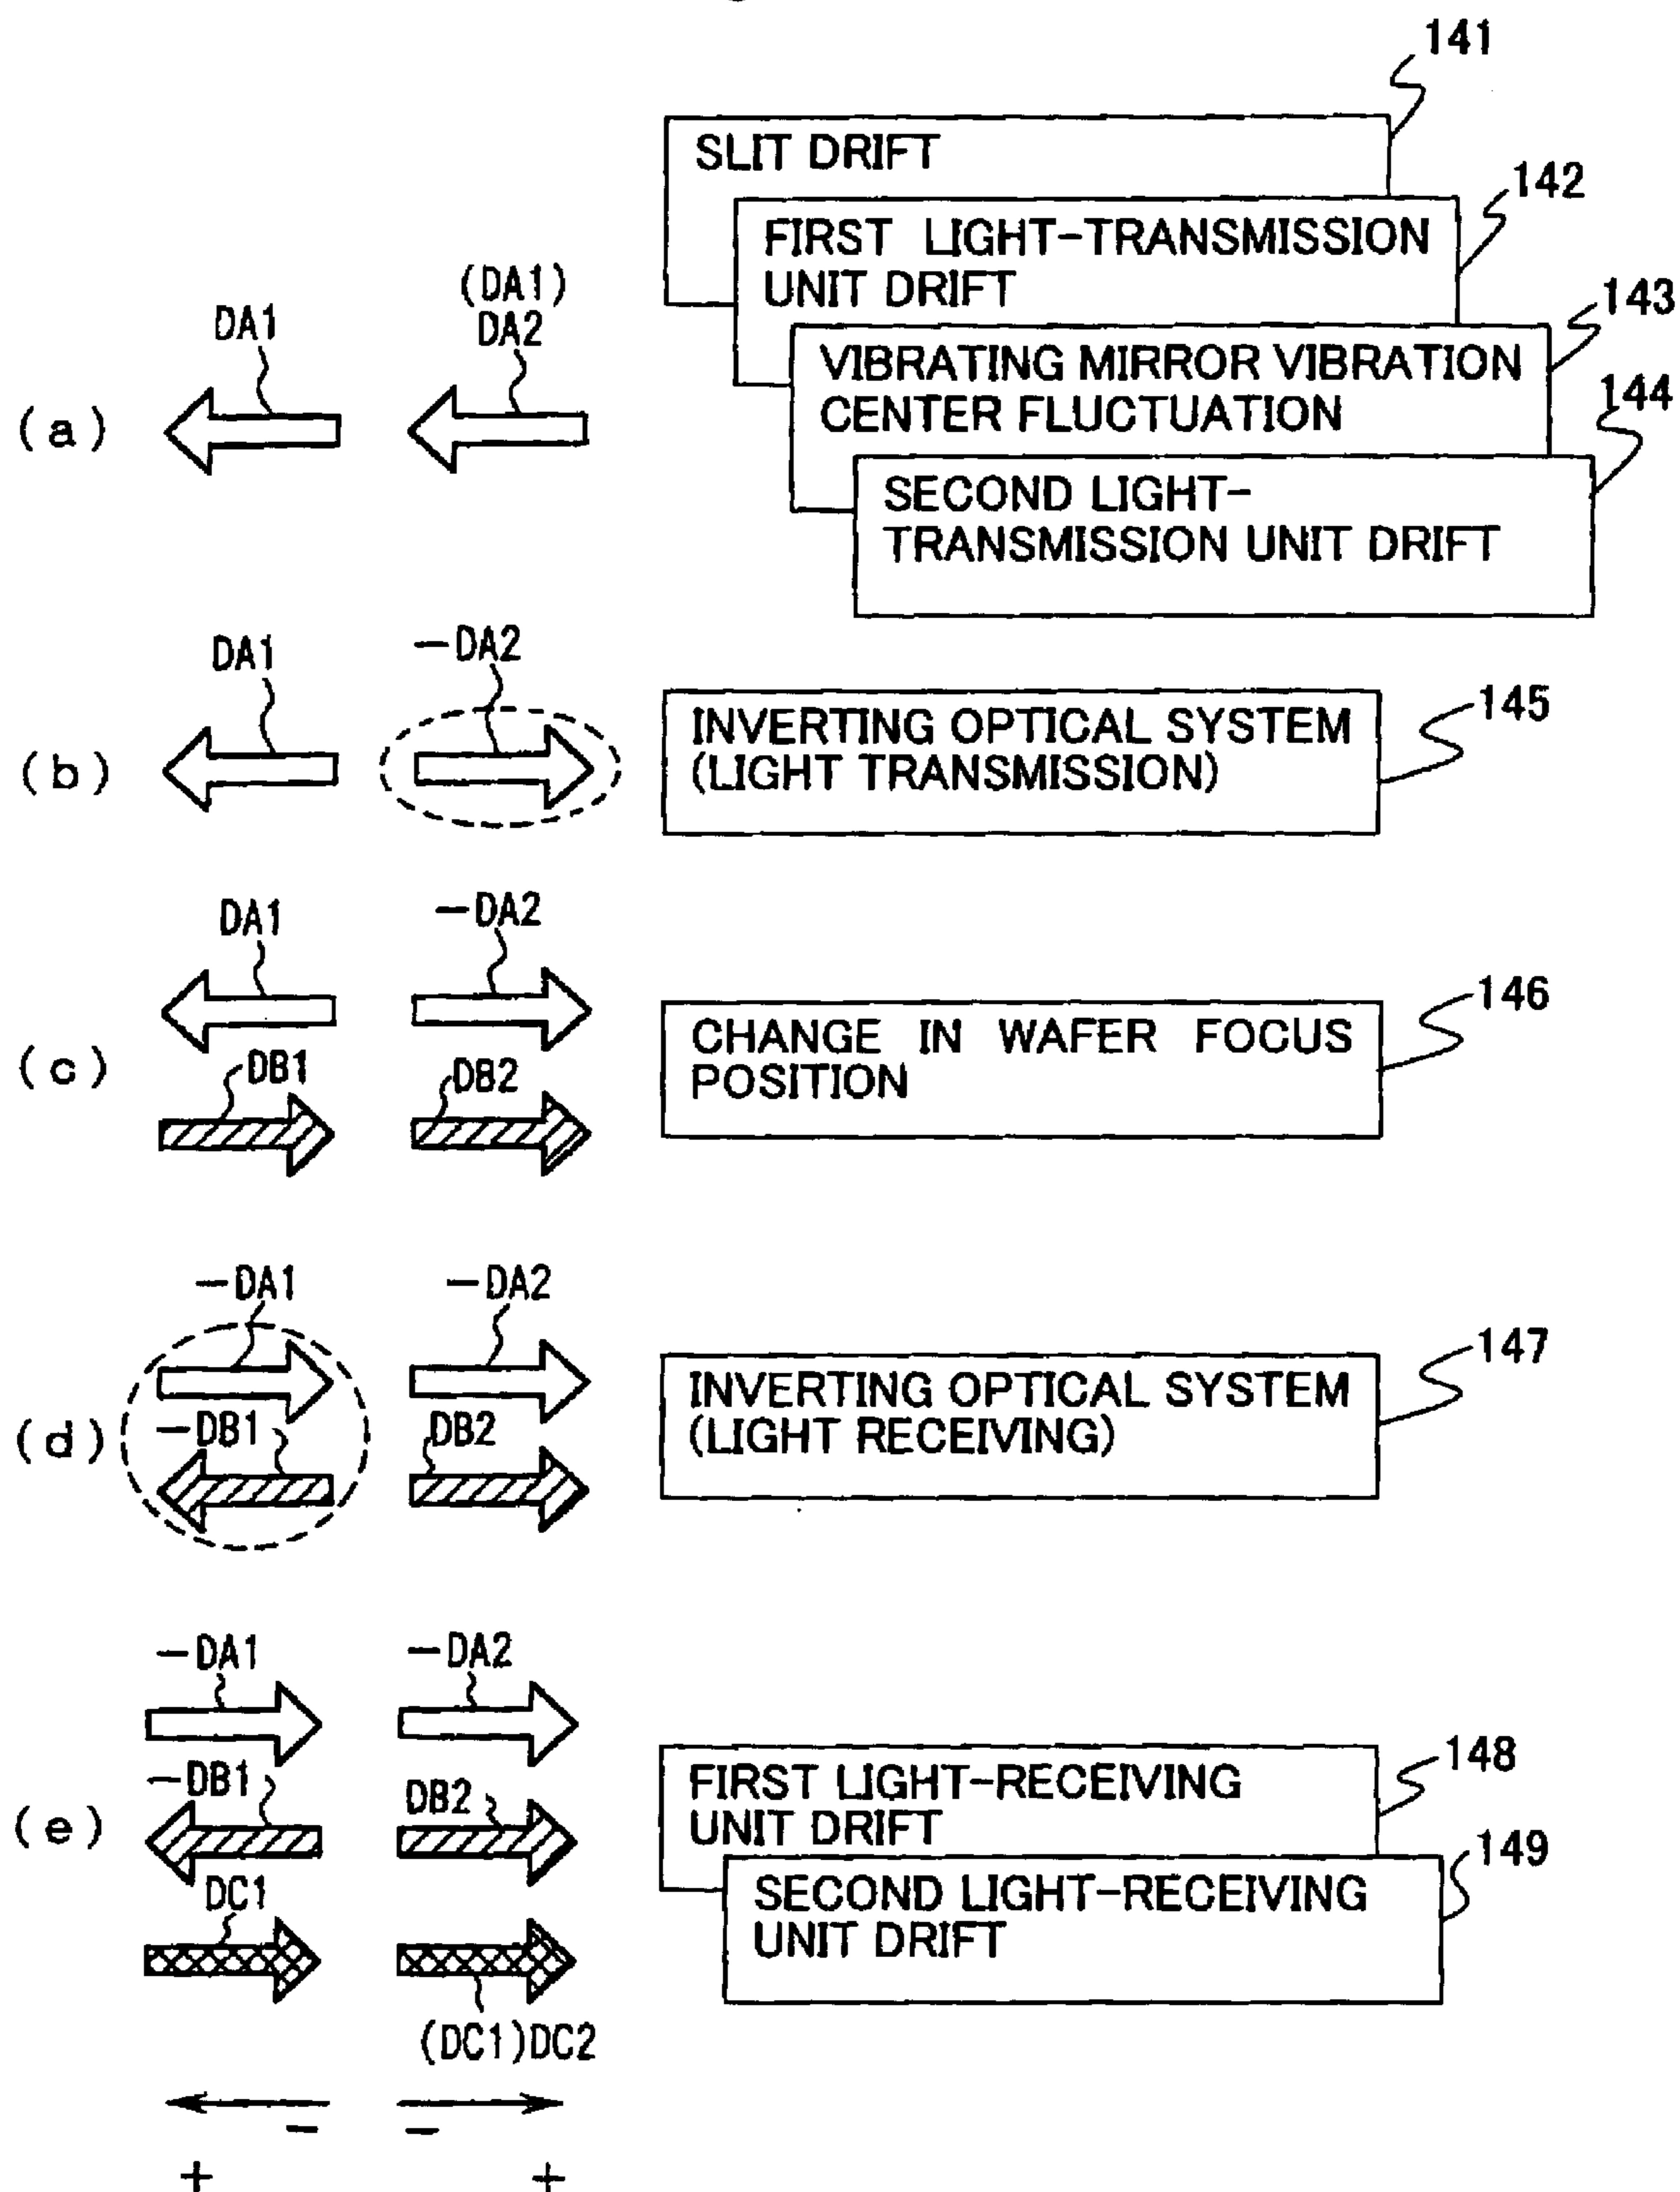 141
SLIT DRIFT
142
FIRST LIGHT-TRANSMISSION
UNIT DRIFT
143
VIBRATING MIRROR VIBRATION
CENTER FLUCTUATION
144
SECOND LIGHT-
TRANSMISSION UNIT DRIFT
(a)
DA1
(DA1)
DA2
(b)
DA1
-DA2
INVERTING OPTICAL SYSTEM
(LIGHT TRANSMISSION)
145
(c)
DA1
-DA2
DB1
DB2
CHANGE IN WAFER FOCUS
POSITION
146
(d)
-DA1
-DA2
-DB1
DB2
INVERTING OPTICAL SYSTEM
(LIGHT RECEIVING)
147
(e)
-DA1
-DA2
-DB1
DB2
DC1
(DC1)DC2
FIRST LIGHT-RECEIVING
UNIT DRIFT
148
SECOND LIGHT-RECEIVING
UNIT DRIFT
149
- -
+ +